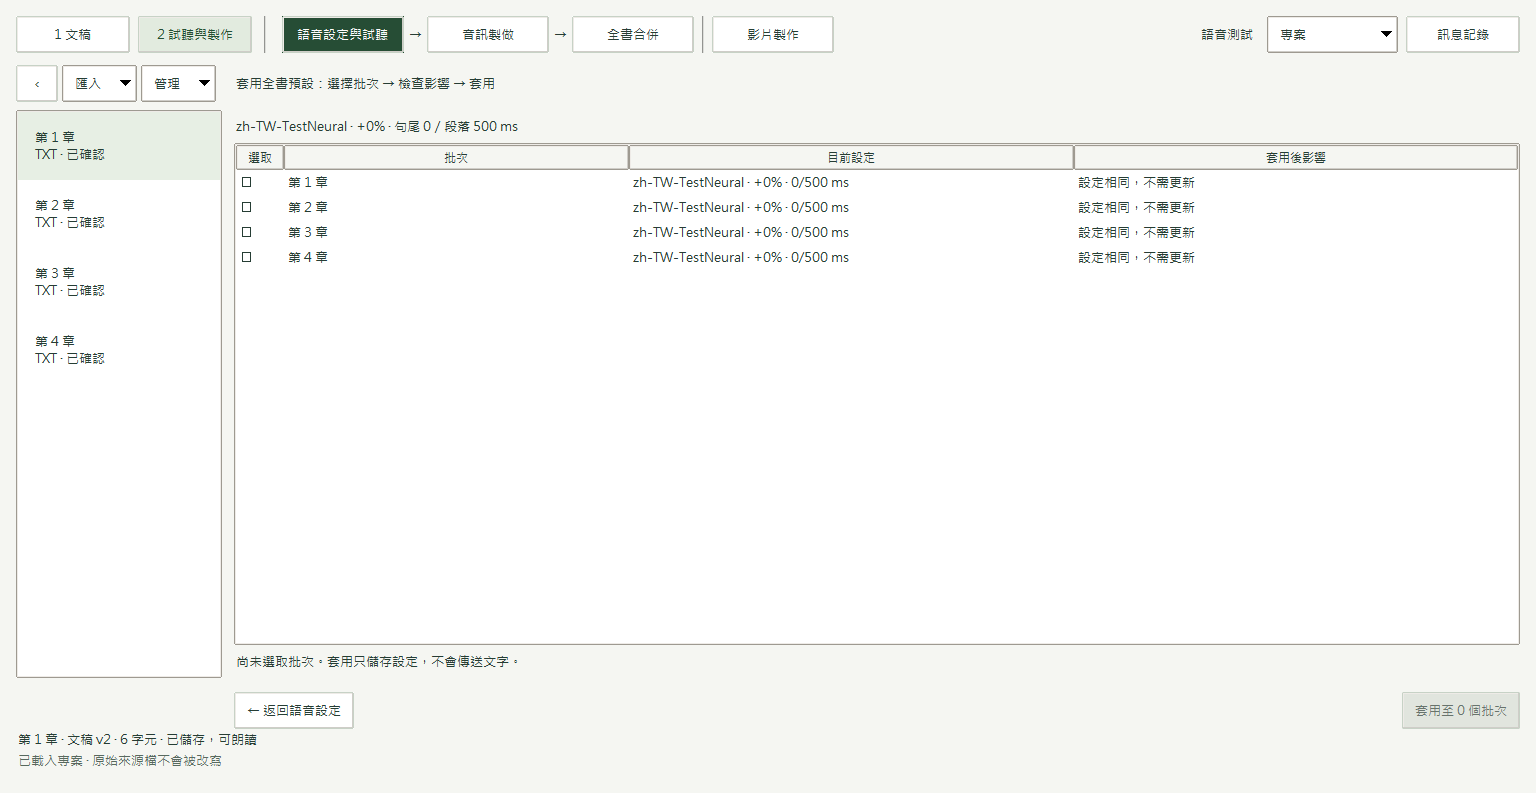 1 文稿
2 試聽與製作
語音設定與試聽
→
音訊製做
→
全書合併
影片製作
語音測試
專案
訊息記錄
‹
匯入
管理
套用全書預設：選擇批次 → 檢查影響 → 套用
第 1 章
TXT · 已確認
第 2 章
TXT · 已確認
第 3 章
TXT · 已確認
第 4 章
TXT · 已確認
zh-TW-TestNeural · +0% · 句尾 0 / 段落 500 ms
選取 批次 目前設定 套用後影響
第 1 章 zh-TW-TestNeural · +0% · 0/500 ms 設定相同，不需更新
第 2 章 zh-TW-TestNeural · +0% · 0/500 ms 設定相同，不需更新
第 3 章 zh-TW-TestNeural · +0% · 0/500 ms 設定相同，不需更新
第 4 章 zh-TW-TestNeural · +0% · 0/500 ms 設定相同，不需更新
尚未選取批次。套用只儲存設定，不會傳送文字。
← 返回語音設定
套用至 0 個批次
第 1 章 · 文稿 v2 · 6 字元 · 已儲存，可朗讀
已載入專案 · 原始來源檔不會被改寫